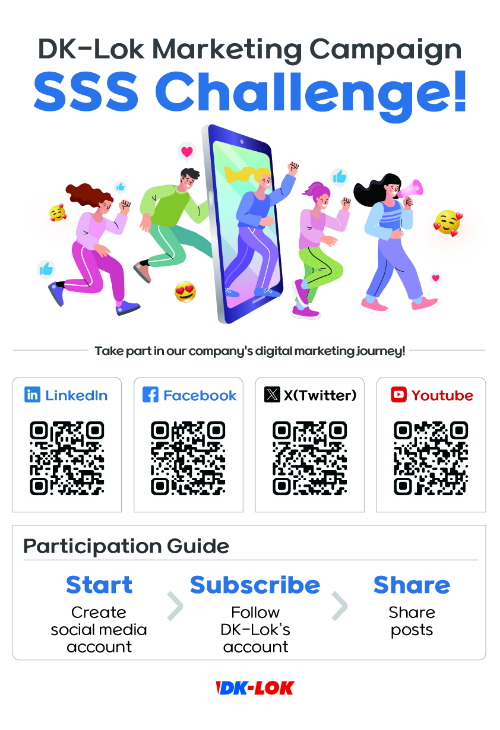 DK-Lok Marketing Campaign
SSS Challenge!
Take part in our company's digital marketing journey!
in LinkedIn
f Facebook
X X(Twitter)
Youtube
Participation Guide
Start
Create
social media
account
Subscribe
Follow
DK-Lok's
account
Share
Share
posts
DK-LOK